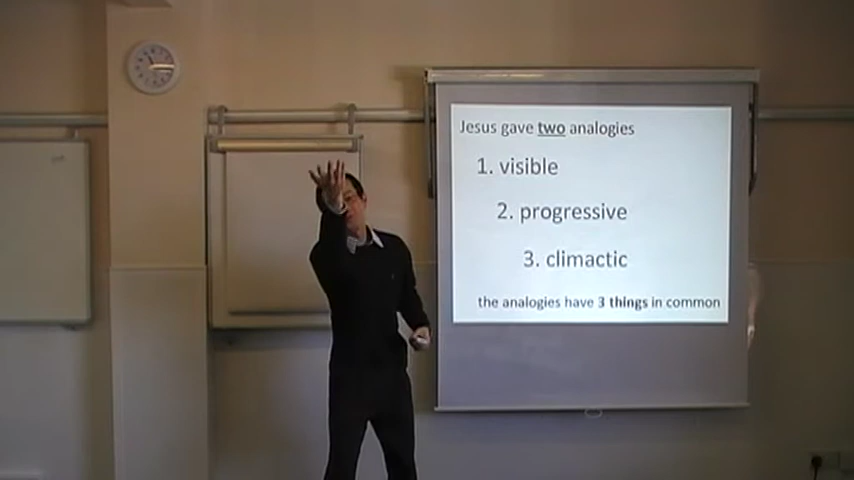 Jesus gave two analogies
1. visible
2. progressive
3. climactic
the analogies have 3 things in common